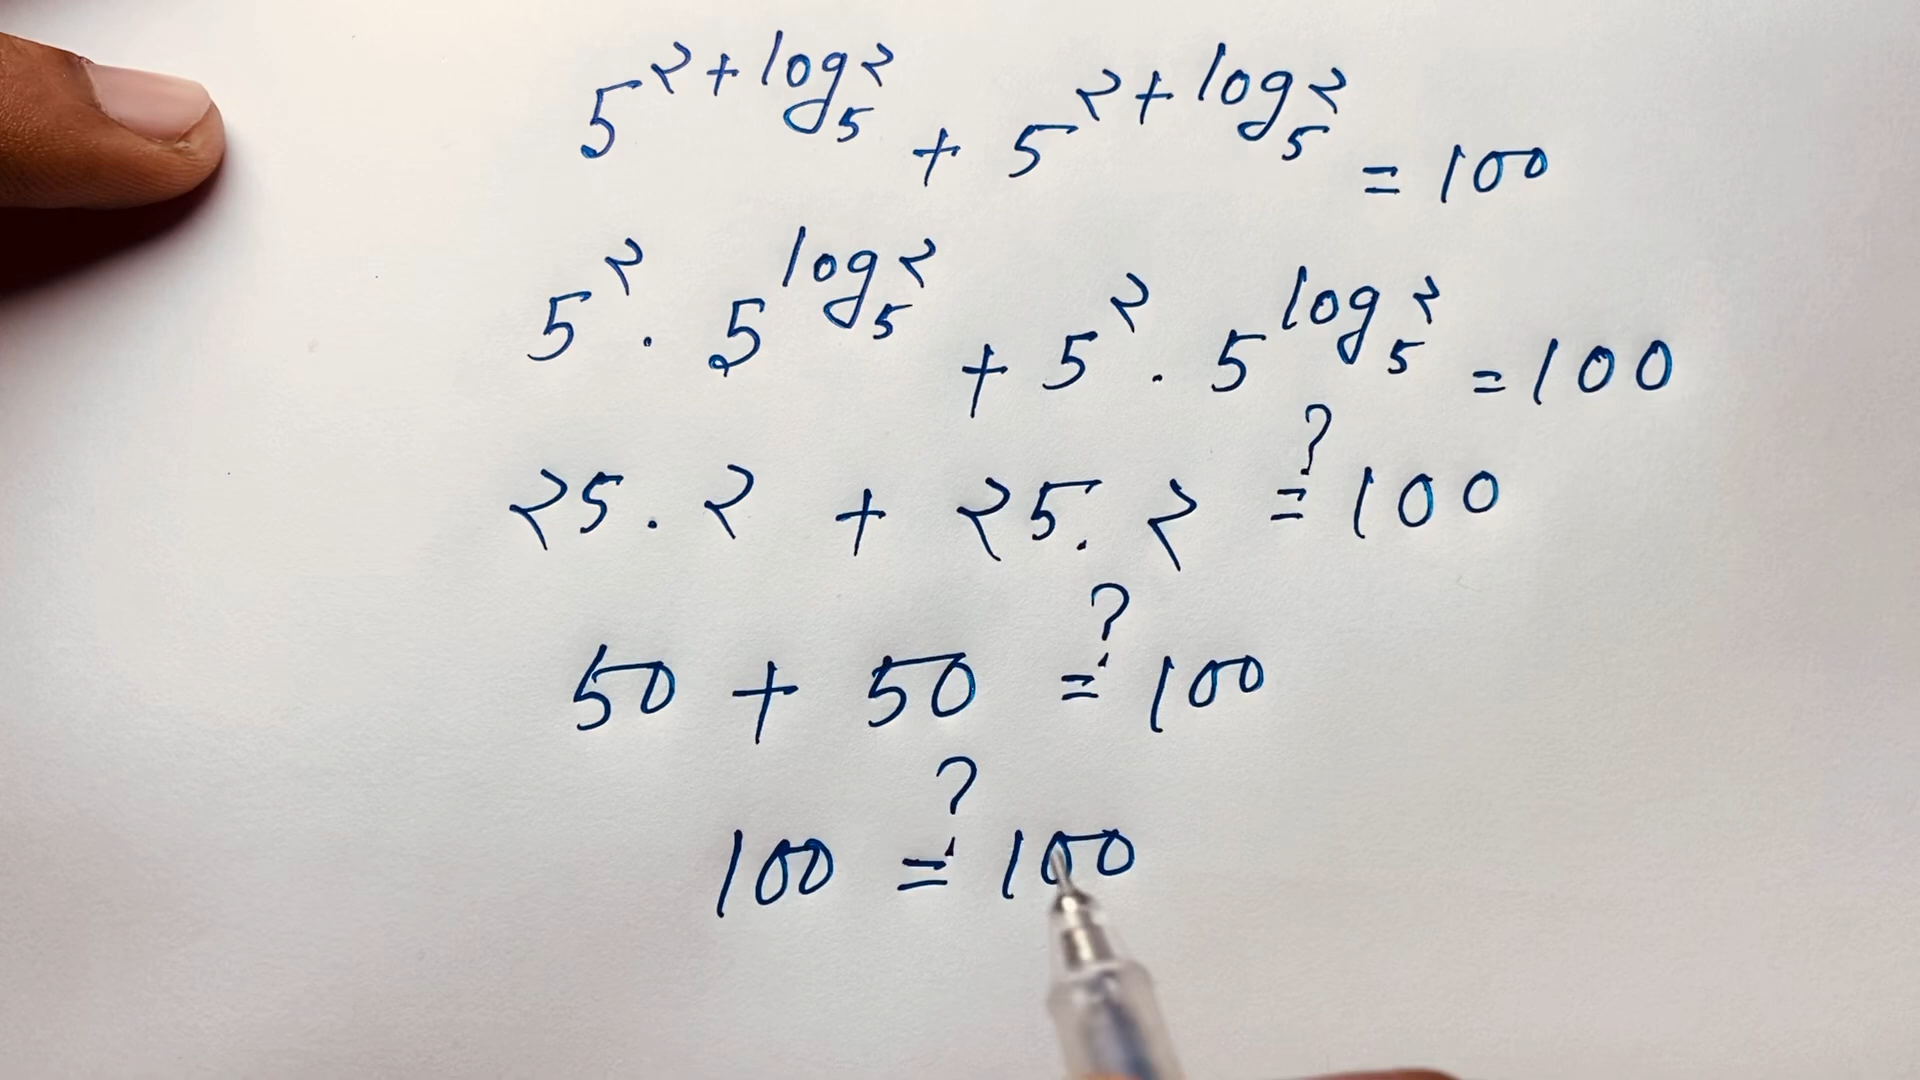 5^{2+log_5 2} + 5^{2+log_5 2} = 100
5^2 . 5^{log_5 2} + 5^2 . 5^{log_5 2} = 100
25 . 2 + 25 . 2 =? 100
50 + 50 =? 100
100 =? 100